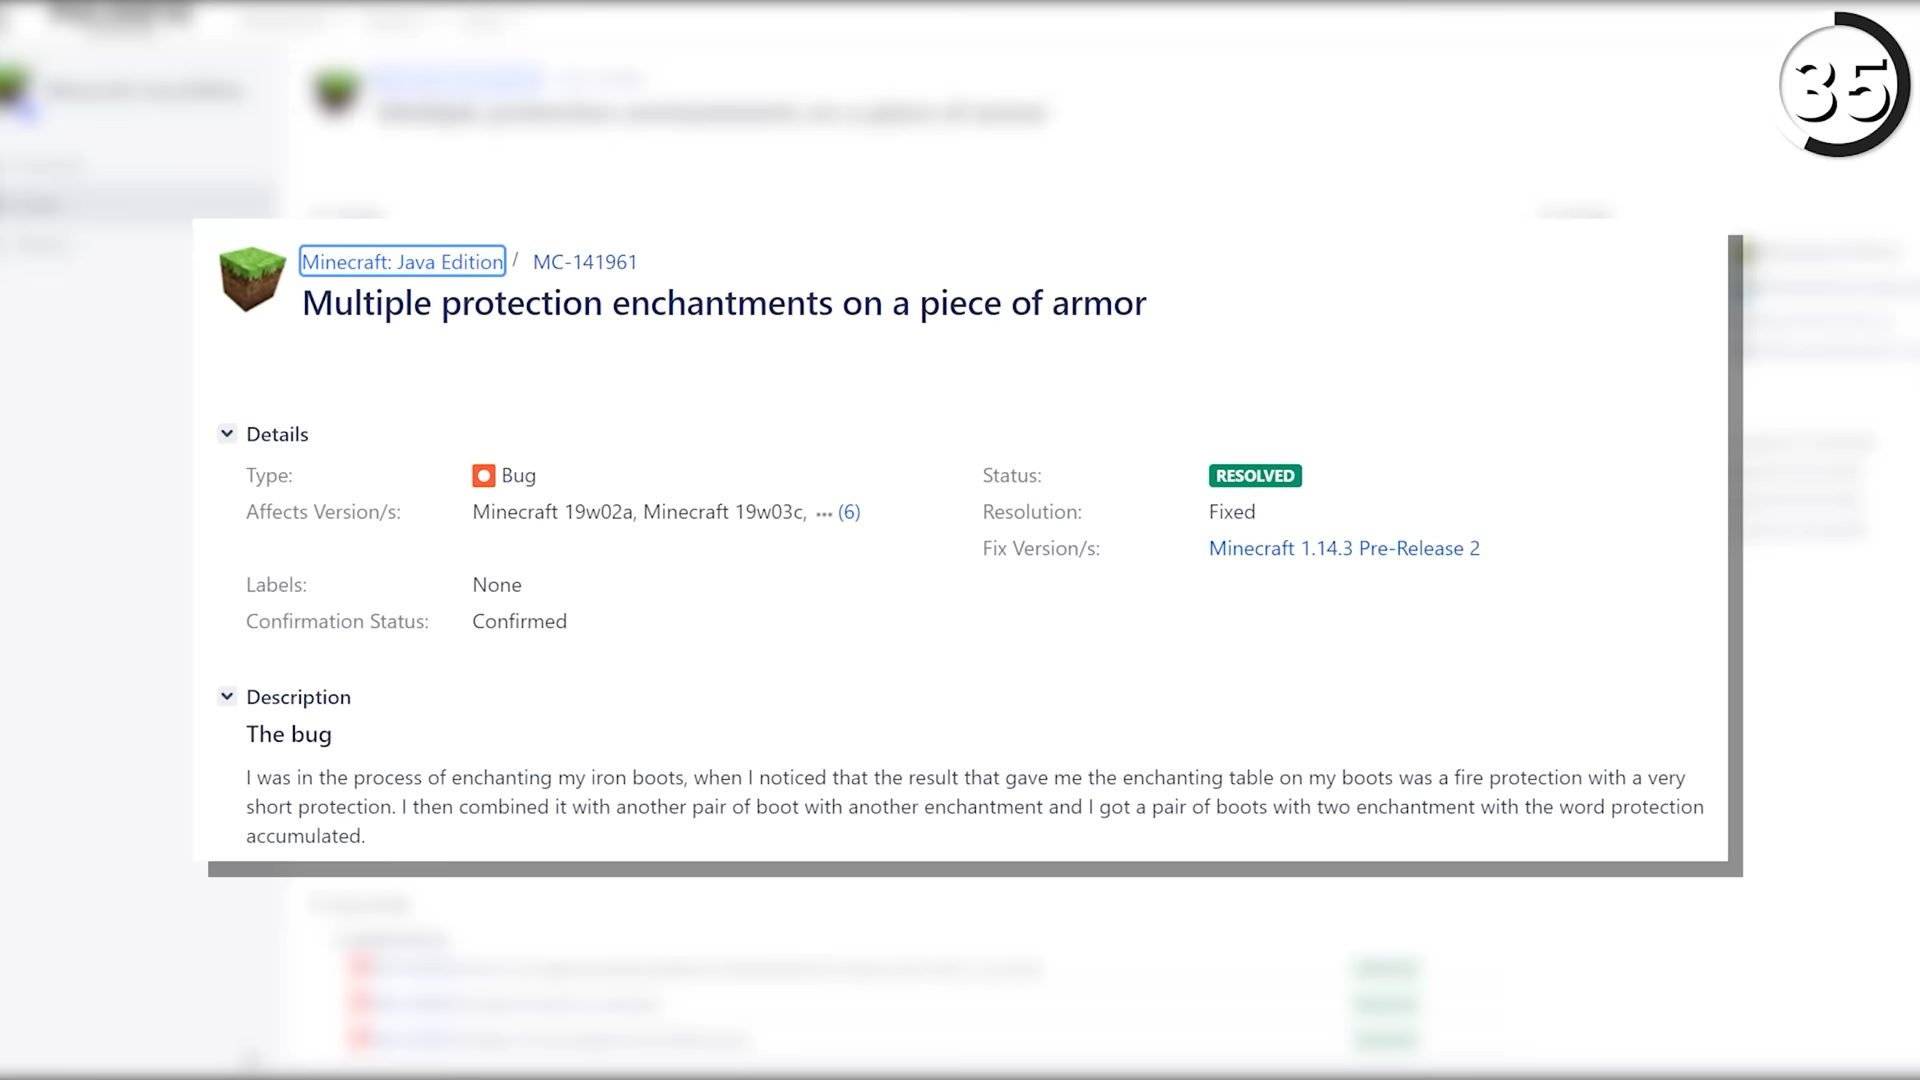 35
Minecraft: Java Edition / MC-141961
Multiple protection enchantments on a piece of armor
Details
Type: Bug Status: RESOLVED
Affects Version/s: Minecraft 19w02a, Minecraft 19w03c, ... (6) Resolution: Fixed
Fix Version/s: Minecraft 1.14.3 Pre-Release 2
Labels: None
Confirmation Status: Confirmed
Description
The bug
I was in the process of enchanting my iron boots, when I noticed that the result that gave me the enchanting table on my boots was a fire protection with a very
short protection. I then combined it with another pair of boot with another enchantment and I got a pair of boots with two enchantment with the word protection
accumulated.